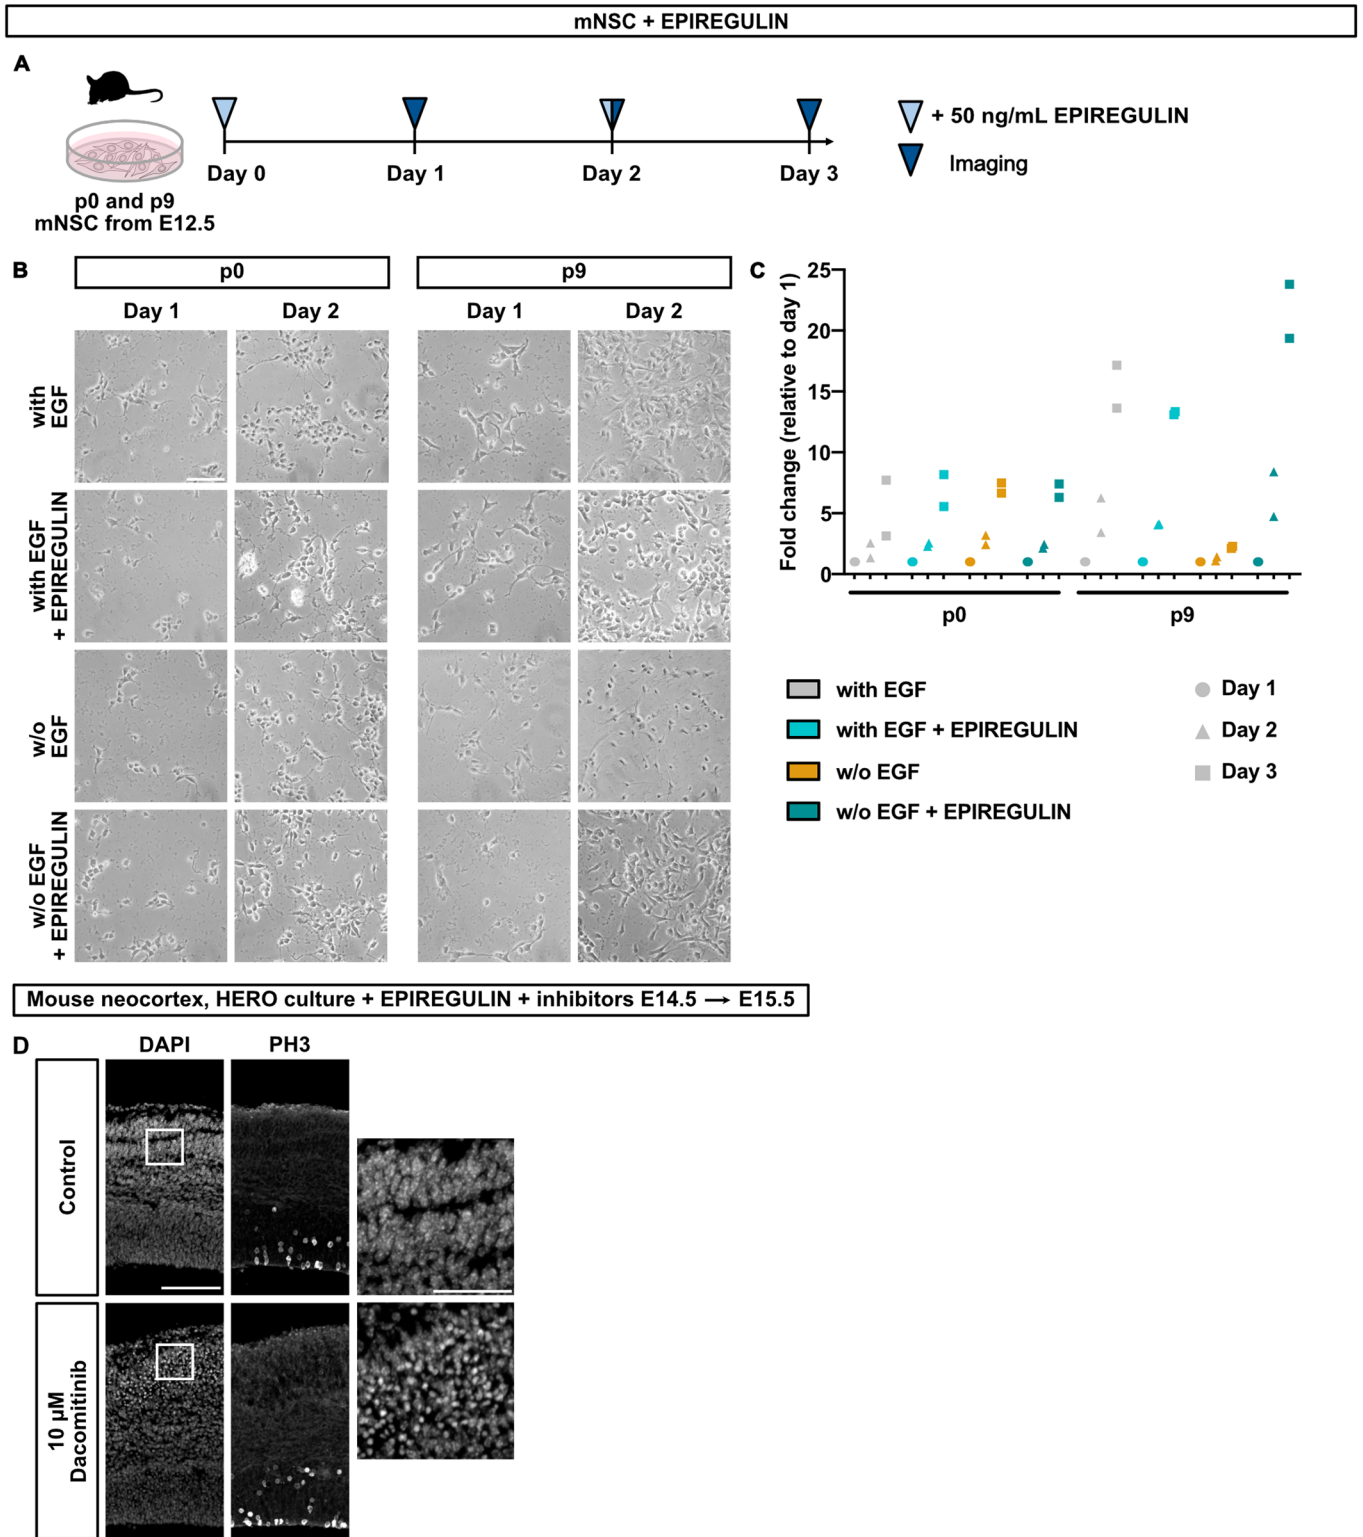 mNSC + EPIREGULIN
A
Day 0
Day 1
Day 2
Day 3
+ 50 ng/mL EPIREGULIN
Imaging
p0 and p9
mNSC from E12.5
B
p0
p9
Day 1
Day 2
Day 1
Day 2
with
EGF
with EGF
+ EPIREGULIN
w/o
EGF
w/o EGF
+ EPIREGULIN
C
Fold change (relative to day 1)
25
20
15
10
5
0
p0
p9
with EGF
with EGF + EPIREGULIN
w/o EGF
w/o EGF + EPIREGULIN
Day 1
Day 2
Day 3
Mouse neocortex, HERO culture + EPIREGULIN + inhibitors E14.5 → E15.5
D
DAPI
PH3
Control
10 µM
Dacomitinib